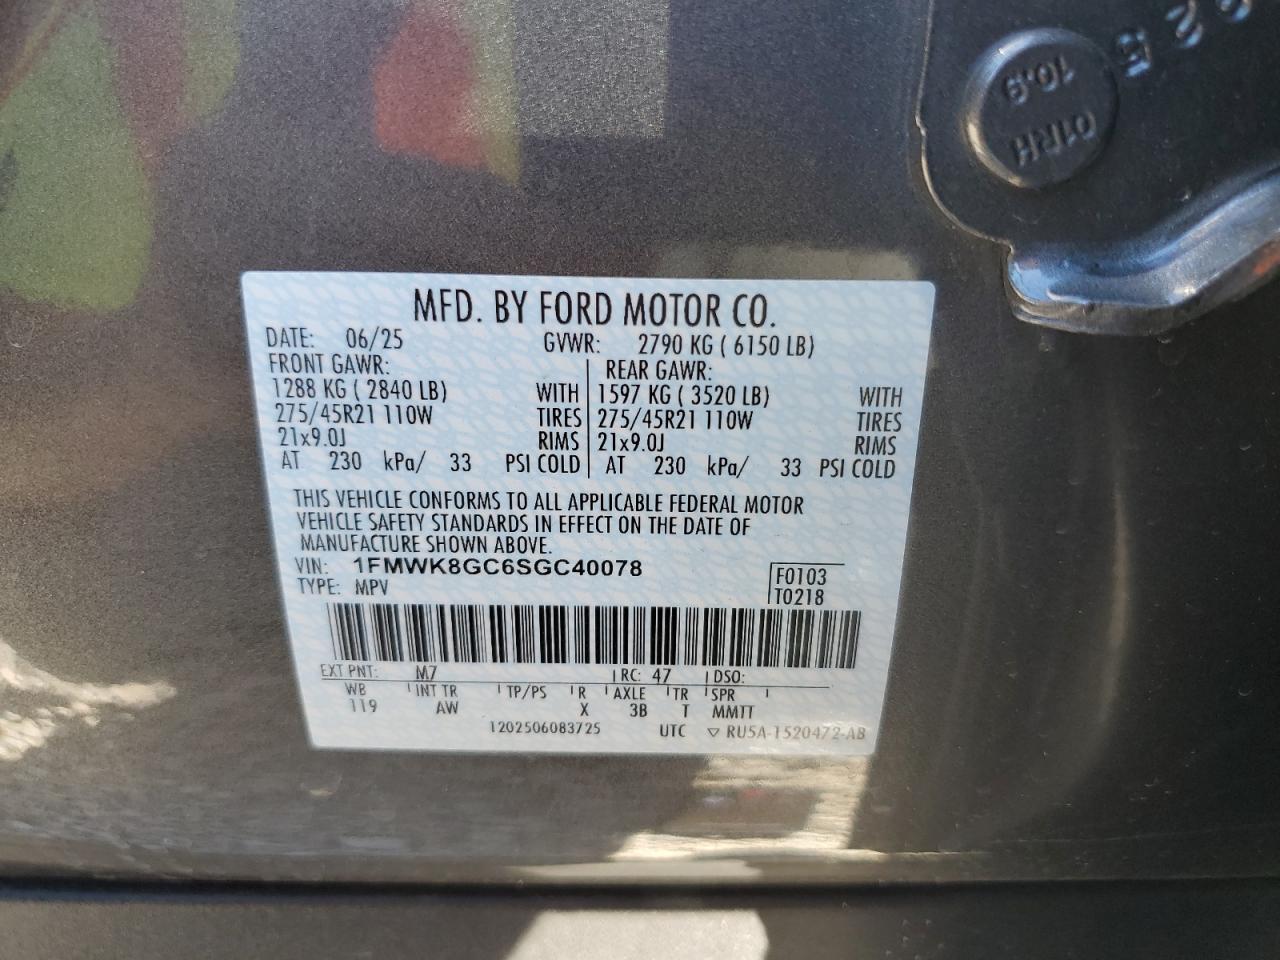 625
10.9
01RH
MFD. BY FORD MOTOR CO.
DATE: 06/25 GVWR: 2790 KG ( 6150 LB)
FRONT GAWR: REAR GAWR:
1288 KG ( 2840 LB) WITH 1597 KG ( 3520 LB) WITH
275/45R21 110W TIRES 275/45R21 110W TIRES
21x9.0J RIMS 21x9.0J RIMS
AT 230 kPa/ 33 PSI COLD AT 230 kPa/ 33 PSI COLD
THIS VEHICLE CONFORMS TO ALL APPLICABLE FEDERAL MOTOR
VEHICLE SAFETY STANDARDS IN EFFECT ON THE DATE OF
MANUFACTURE SHOWN ABOVE.
VIN: 1FMWK8GC6SGC40078
TYPE: MPV
F0103
T0218
EXT PNT: M7 RC: 47 DSO:
WB INT TR TP/PS R AXLE TR SPR
119 AW X 3B T MMTT
1202506083725 UTC ▽ RU5A-1520472-AB